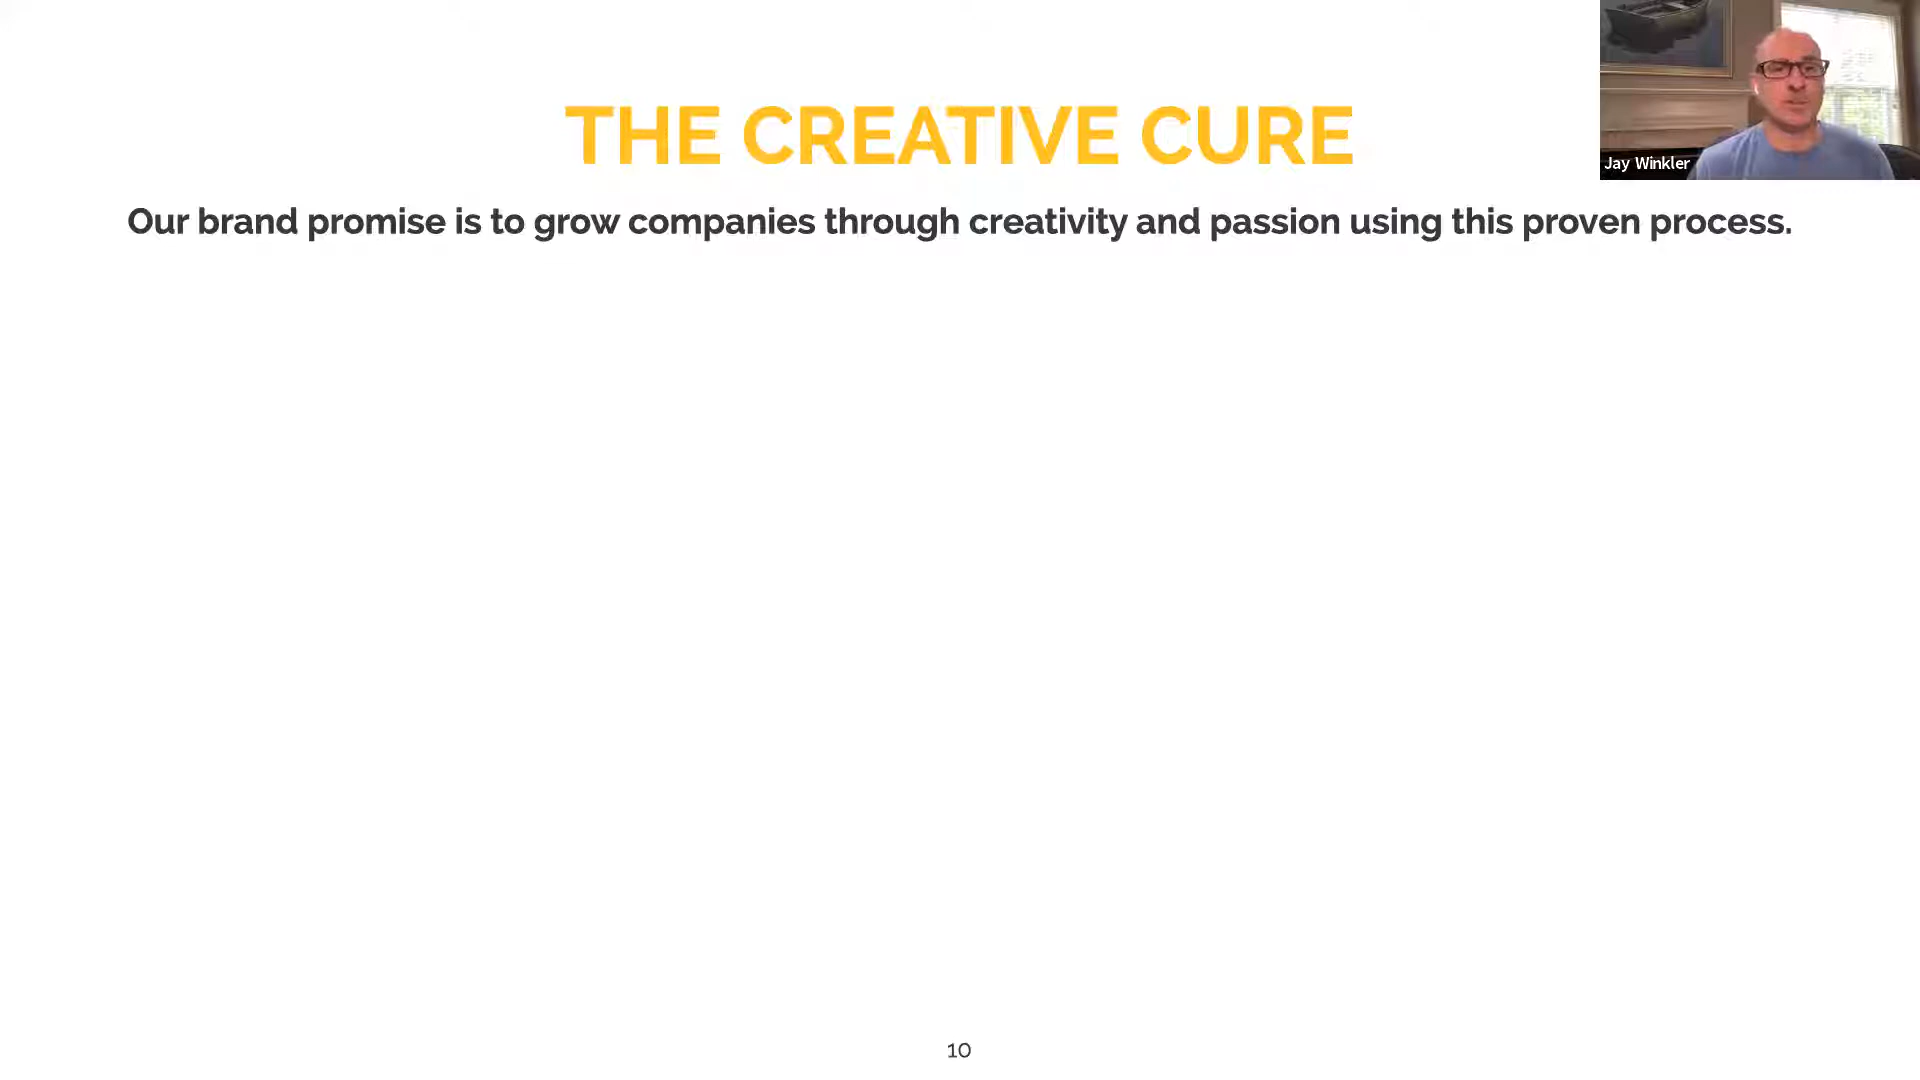 THE CREATIVE CURE
Jay Winkler
Our brand promise is to grow companies through creativity and passion using this proven process.
10